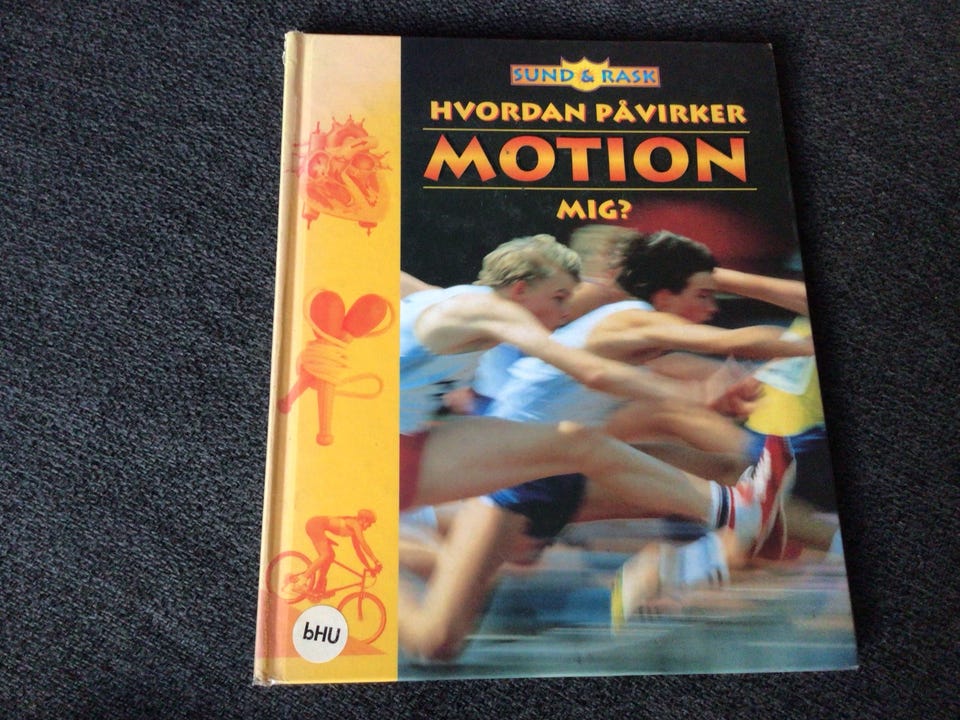 SUND & RASK
HVORDAN PÅVIRKER
MOTION
MIG?
bHU